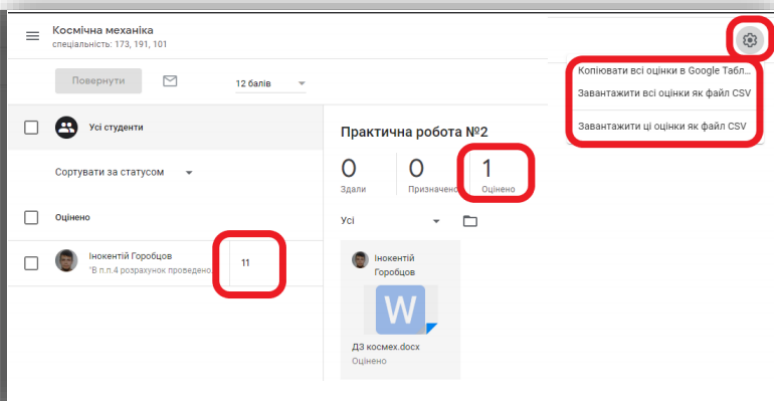 Космічна механіка
спеціальність: 173, 191, 101
Повернути
12 балів
Усі студенти
Сортувати за статусом
Оцінено
Інокентій Горобцов
"В п.п.4 розрахунок проведено
11
Практична робота №2
0
Здали
0
Призначено
1
Оцінено
Усі
Інокентій
Горобцов
W
ДЗ космех.docx
Оцінено
Копіювати всі оцінки в Google Табл...
Завантажити всі оцінки як файл CSV
Завантажити ці оцінки як файл CSV